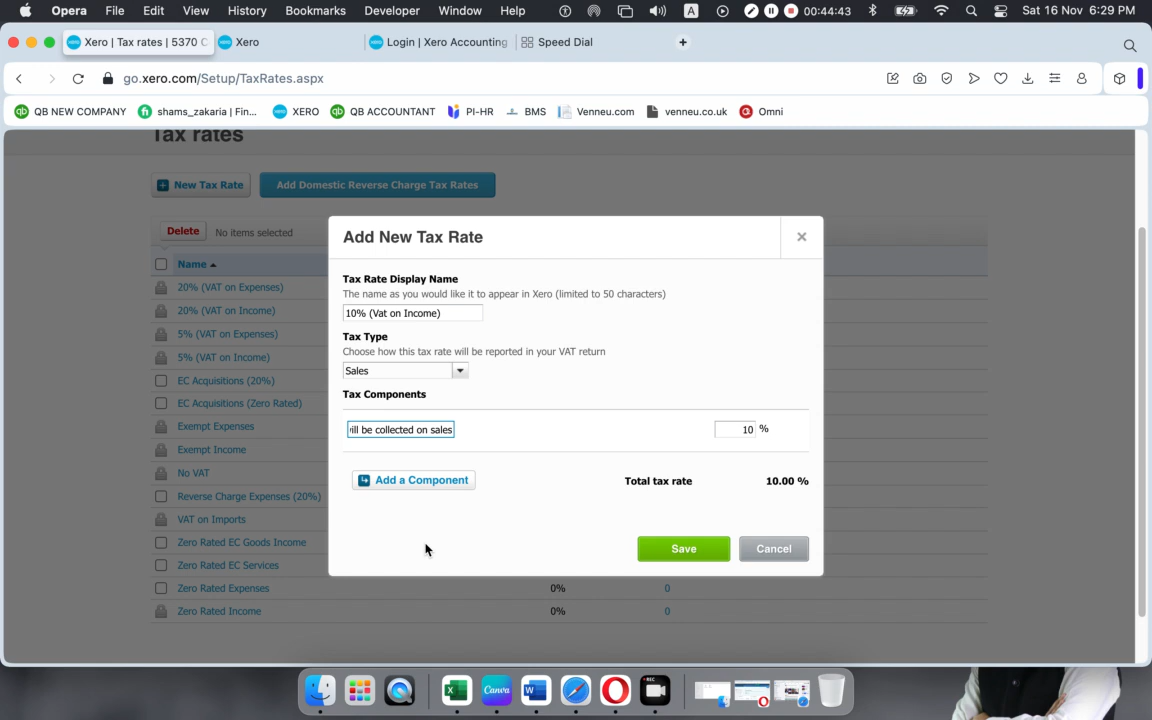 Opera File Edit View History Bookmarks Developer Window Help A 00:44:43 Sat 16 Nov 6:29 PM
Xero | Tax rates | 5370 C Xero Login | Xero Accounting Speed Dial
go.xero.com/Setup/TaxRates.aspx
QB NEW COMPANY shams_zakaria | Fin... XERO QB ACCOUNTANT PI-HR BMS Venneu.com venneu.co.uk Omni
Tax rates
New Tax Rate Add Domestic Reverse Charge Tax Rates
Delete No items selected
Name
20% (VAT on Expenses)
20% (VAT on Income)
5% (VAT on Expenses)
5% (VAT on Income)
EC Acquisitions (20%)
EC Acquisitions (Zero Rated)
Exempt Expenses
Exempt Income
No VAT
Reverse Charge Expenses (20%)
VAT on Imports
Zero Rated EC Goods Income
Zero Rated EC Services
Zero Rated Expenses 0% 0
Zero Rated Income 0% 0
Add New Tax Rate
Tax Rate Display Name
The name as you would like it to appear in Xero (limited to 50 characters)
10% (Vat on Income)
Tax Type
Choose how this tax rate will be reported in your VAT return
Sales
Tax Components
ill be collected on sales 10 %
Add a Component Total tax rate 10.00 %
Save Cancel
Canva
REC